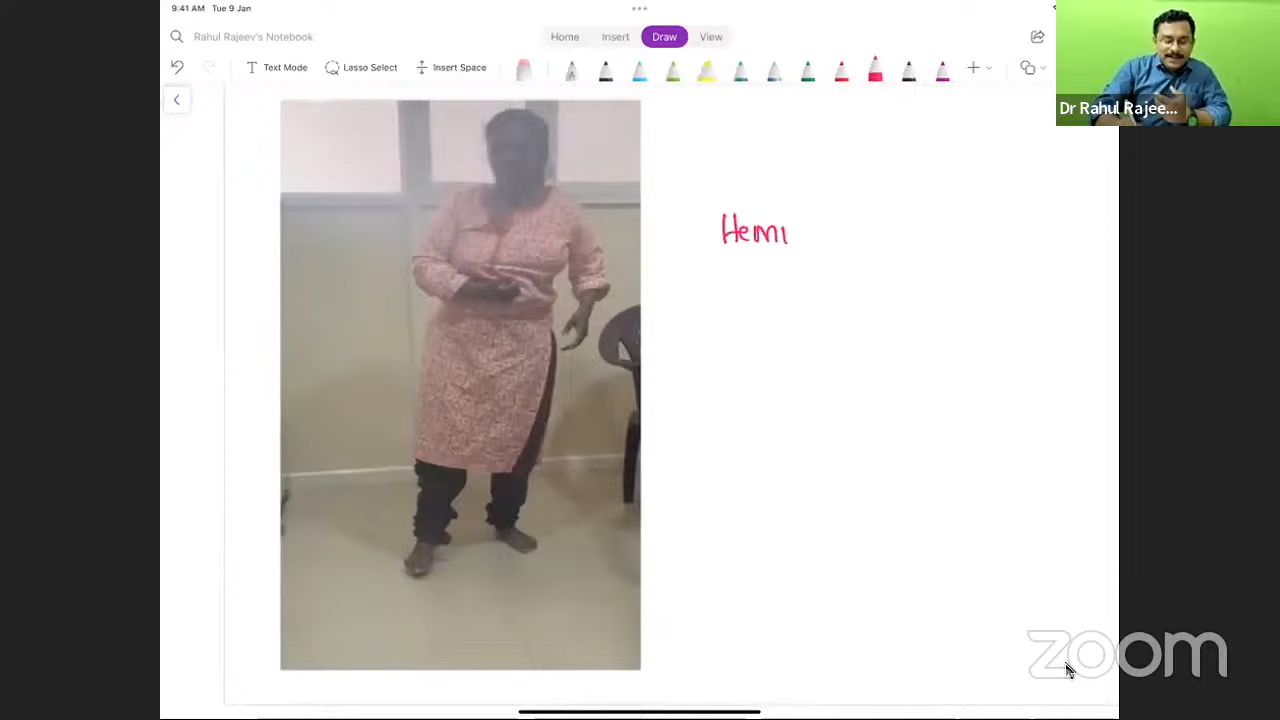 9:41 AM Tue 9 Jan
Rahul Rajeev's Notebook
Home Insert Draw View
Text Mode Lasso Select Insert Space
Dr Rahul Rajee...
Hemi
zoom